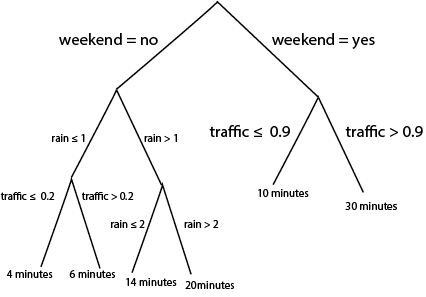 weekend = no
weekend = yes
rain ≤ 1
rain > 1
traffic ≤ 0.9
traffic > 0.9
traffic ≤ 0.2
traffic > 0.2
10 minutes
30 minutes
rain ≤ 2
rain > 2
4 minutes
6 minutes
14 minutes
20minutes